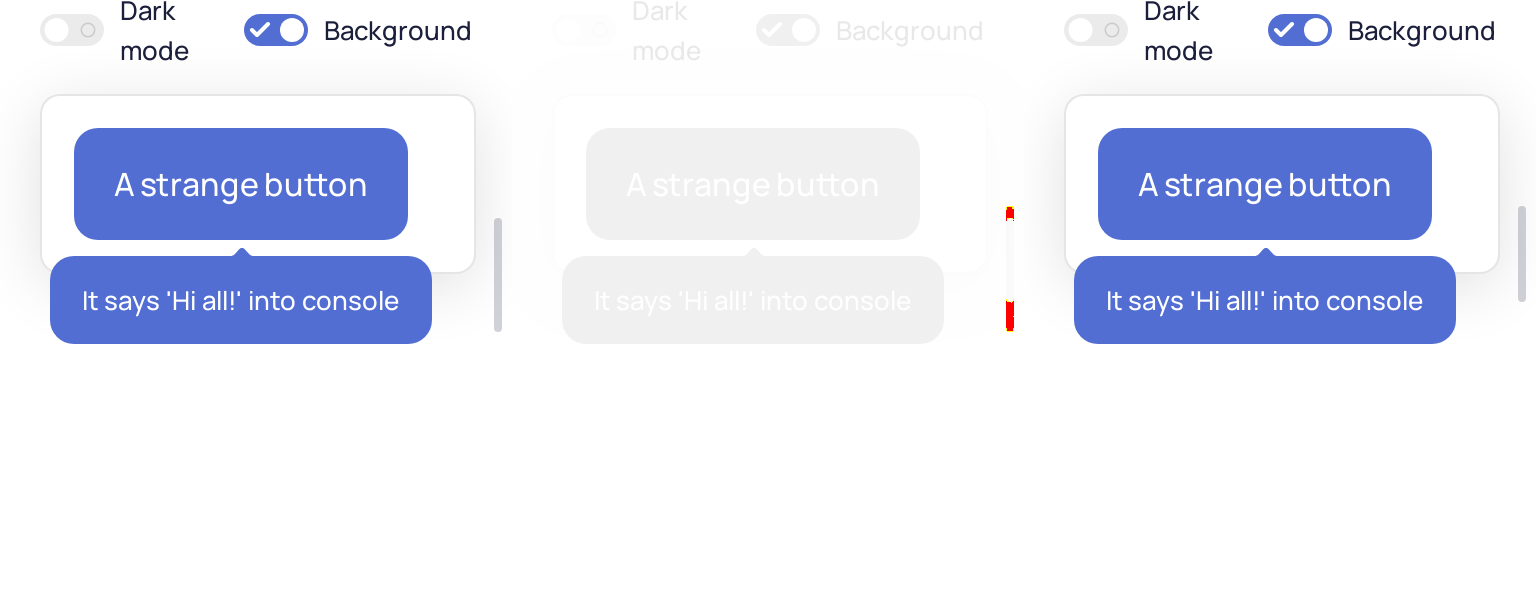 Dark mode
Background
A strange button
It says 'Hi all!' into console
Dark mode
Background
A strange button
It says 'Hi all!' into console
Dark mode
Background
A strange button
It says 'Hi all!' into console